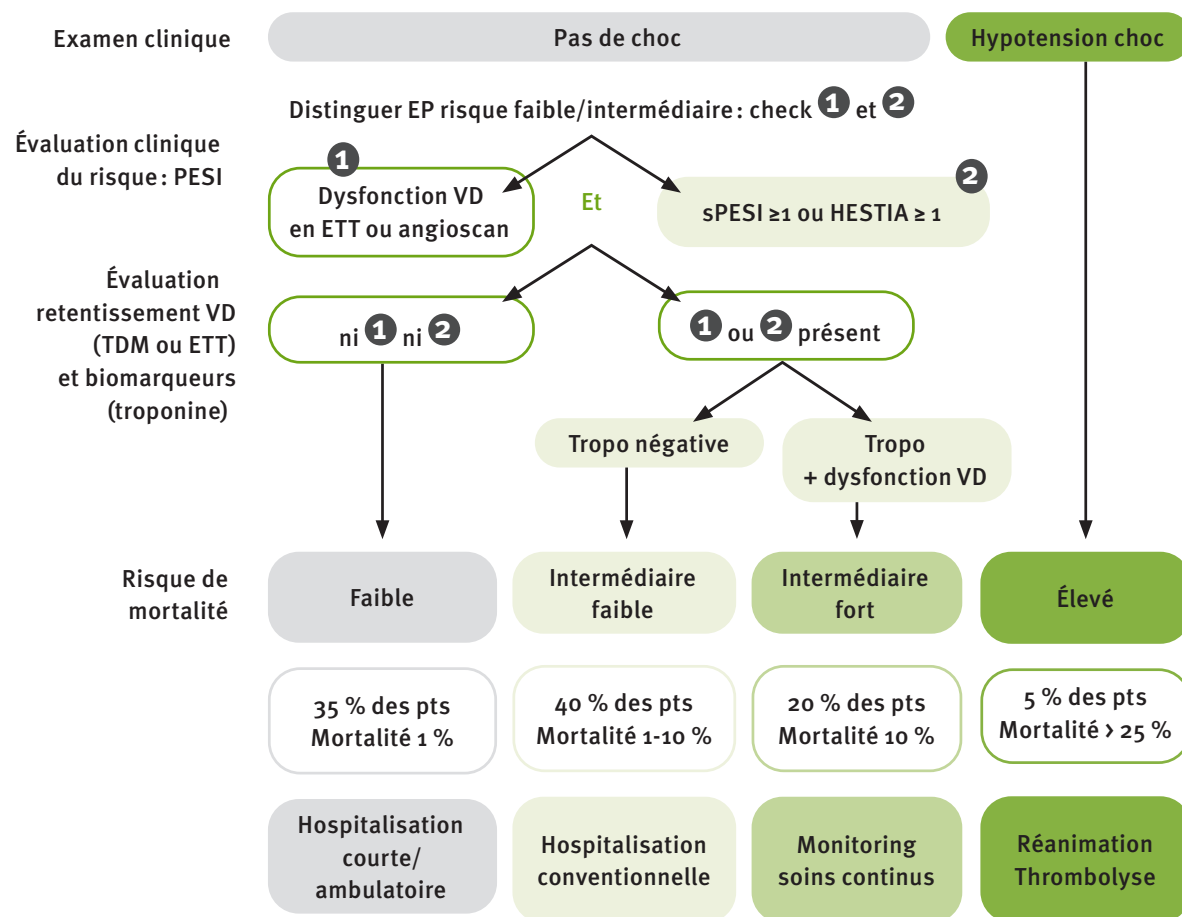 Examen clinique
Pas de choc
Hypotension choc
Distinguer EP risque faible/intermédiaire : check 1 et 2
Évaluation clinique
du risque : PESI
1
Dysfonction VD
en ETT ou angioscan
Et
2
sPESI ≥1 ou HESTIA ≥ 1
Évaluation
retentissement VD
(TDM ou ETT)
et biomarqueurs
(troponine)
ni 1 ni 2
1 ou 2 présent
Tropo négative
Tropo
+ dysfonction VD
Risque de
mortalité
Faible
Intermédiaire
faible
Intermédiaire
fort
Élevé
35 % des pts
Mortalité 1 %
40 % des pts
Mortalité 1-10 %
20 % des pts
Mortalité 10 %
5 % des pts
Mortalité > 25 %
Hospitalisation
courte/
ambulatoire
Hospitalisation
conventionnelle
Monitoring
soins continus
Réanimation
Thrombolyse